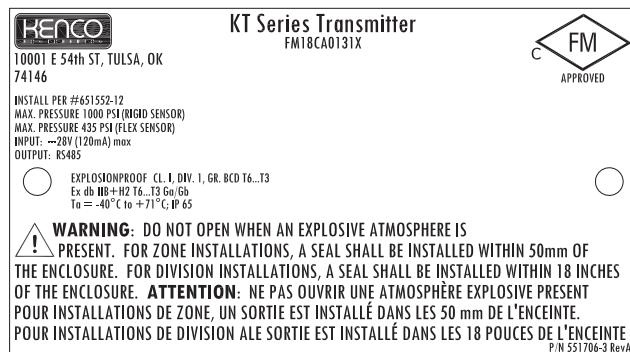 KENCO
KT Series Transmitter
FM18CA0131X
C FM
APPROVED
10001 E 54th ST, TULSA, OK
74146
INSTALL PER #651552-12
MAX. PRESSURE 1000 PSI (RIGID SENSOR)
MAX. PRESSURE 435 PSI (FLEX SENSOR)
INPUT: ⎓28V (120mA) max
OUTPUT: RS485
EXPLOSIONPROOF CL. I, DIV. 1, GR. BCD T6...T3
Ex db IIB+H2 T6...T3 Ga/Gb
Ta = -40°C to +71°C; IP 65
WARNING: DO NOT OPEN WHEN AN EXPLOSIVE ATMOSPHERE IS
PRESENT. FOR ZONE INSTALLATIONS, A SEAL SHALL BE INSTALLED WITHIN 50mm OF
THE ENCLOSURE. FOR DIVISION INSTALLATIONS, A SEAL SHALL BE INSTALLED WITHIN 18 INCHES
OF THE ENCLOSURE. ATTENTION: NE PAS OUVRIR UNE ATMOSPHÈRE EXPLOSIVE PRESENT
POUR INSTALLATIONS DE ZONE, UN SORTIE EST INSTALLÉ DANS LES 50 mm DE L'ENCEINTE.
POUR INSTALLATIONS DE DIVISION ALE SORTIE EST INSTALLÉ DANS LES 18 POUCES DE L'ENCEINTE
P/N 551706-3 RevA